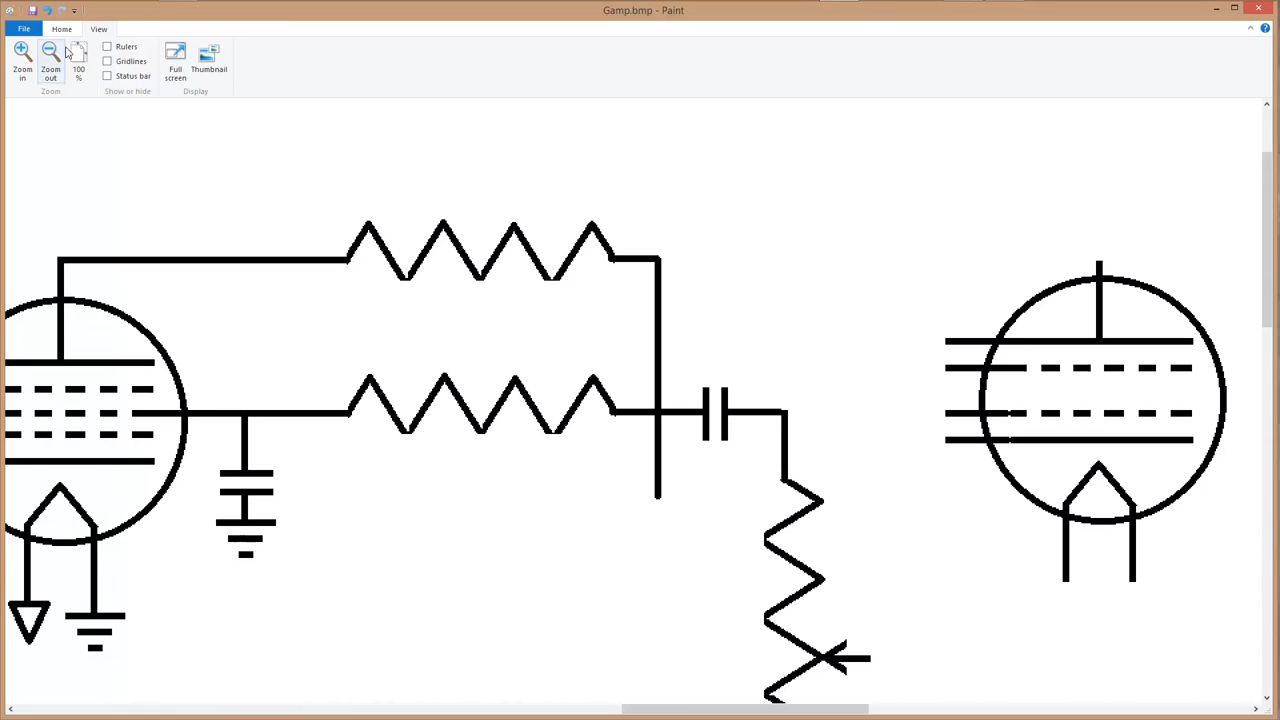 Gamp.bmp - Paint
File Home View
Zoom in
Zoom out
100 %
Rulers
Gridlines
Status bar
Full screen
Thumbnail
Zoom
Show or hide
Display